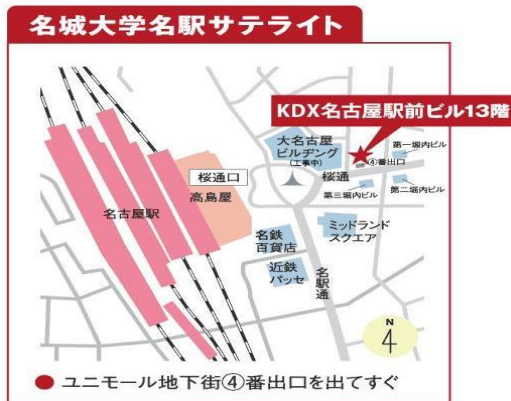 名城大学名駅サテライト
KDX名古屋駅前ビル13階
大名古屋
ビルヂング
(工事中)
第一堀内ビル
④番出口
桜通口
桜通
高島屋
第三堀内ビル
第二堀内ビル
名古屋駅
名鉄
百貨店
ミッドランド
スクエア
近鉄
パッセ
名駅通
N
4
● ユニモール地下街④番出口を出てすぐ